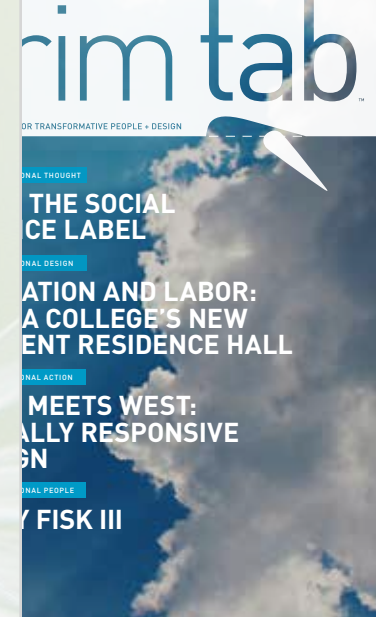 rim tab
™
OR TRANSFORMATIVE PEOPLE + DESIGN
ONAL THOUGHT
THE SOCIAL
CE LABEL
ONAL DESIGN
ATION AND LABOR:
A COLLEGE'S NEW
ENT RESIDENCE HALL
ONAL ACTION
MEETS WEST:
ALLY RESPONSIVE
GN
ONAL PEOPLE
Y FISK III